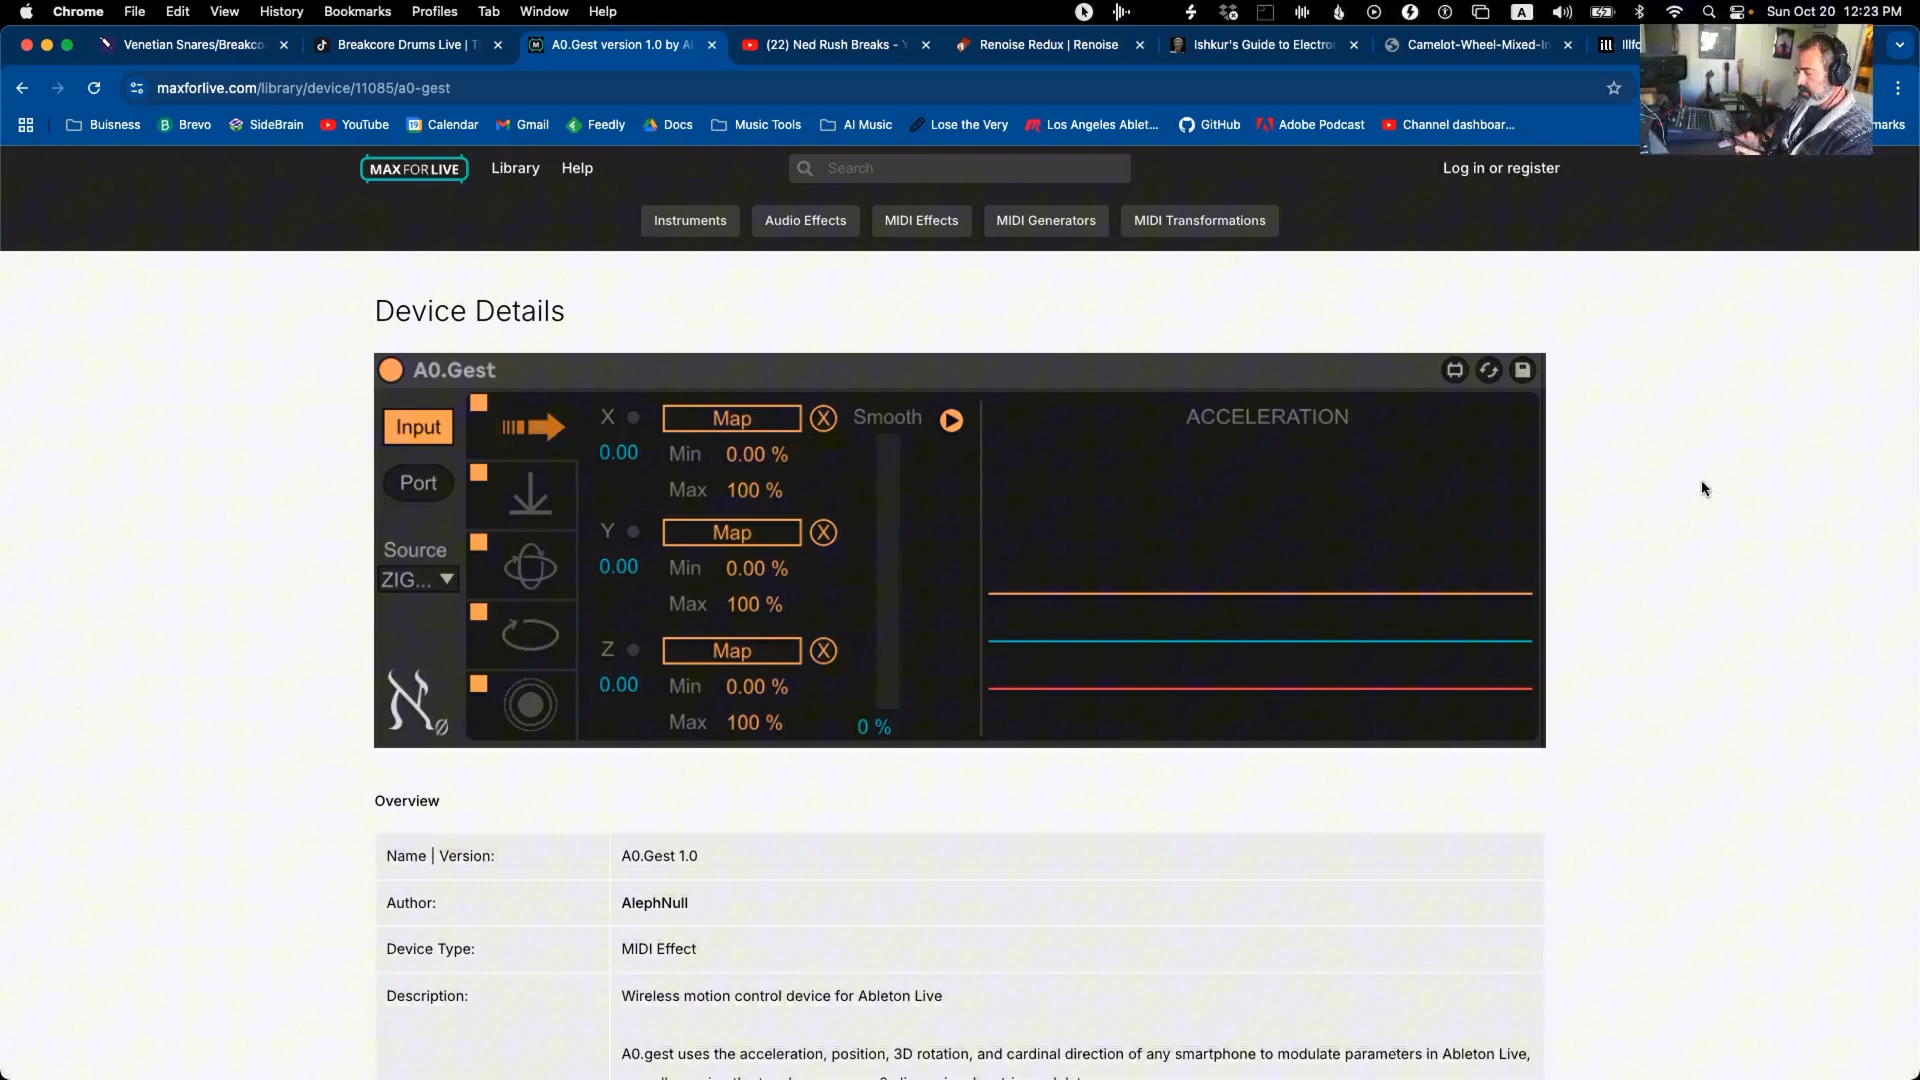 Chrome File Edit View History Bookmarks Profiles Tab Window Help
A
Sun Oct 20 12:23 PM
Venetian Snares/Breakco
Breakcore Drums Live | T
A0.Gest version 1.0 by Al
(22) Ned Rush Breaks - Y
Renoise Redux | Renoise
Ishkur's Guide to Electro
Camelot-Wheel-Mixed-In
ill Illfo
maxforlive.com/library/device/11085/a0-gest
Buisness
Brevo
SideBrain
YouTube
Calendar
Gmail
Feedly
Docs
Music Tools
AI Music
Lose the Very
Los Angeles Ablet...
GitHub
Adobe Podcast
Channel dashboar...
marks
MAX FOR LIVE
Library
Help
Search
Log in or register
Instruments
Audio Effects
MIDI Effects
MIDI Generators
MIDI Transformations
Device Details
A0.Gest
Input
Port
Source
ZIG...
X
0.00
Map
X
Min 0.00 %
Max 100 %
Y
0.00
Map
X
Min 0.00 %
Max 100 %
Z
0.00
Map
X
Min 0.00 %
Max 100 %
Smooth
0 %
ACCELERATION
Overview
Name | Version: A0.Gest 1.0
Author: AlephNull
Device Type: MIDI Effect
Description: Wireless motion control device for Ableton Live
A0.gest uses the acceleration, position, 3D rotation, and cardinal direction of any smartphone to modulate parameters in Ableton Live,